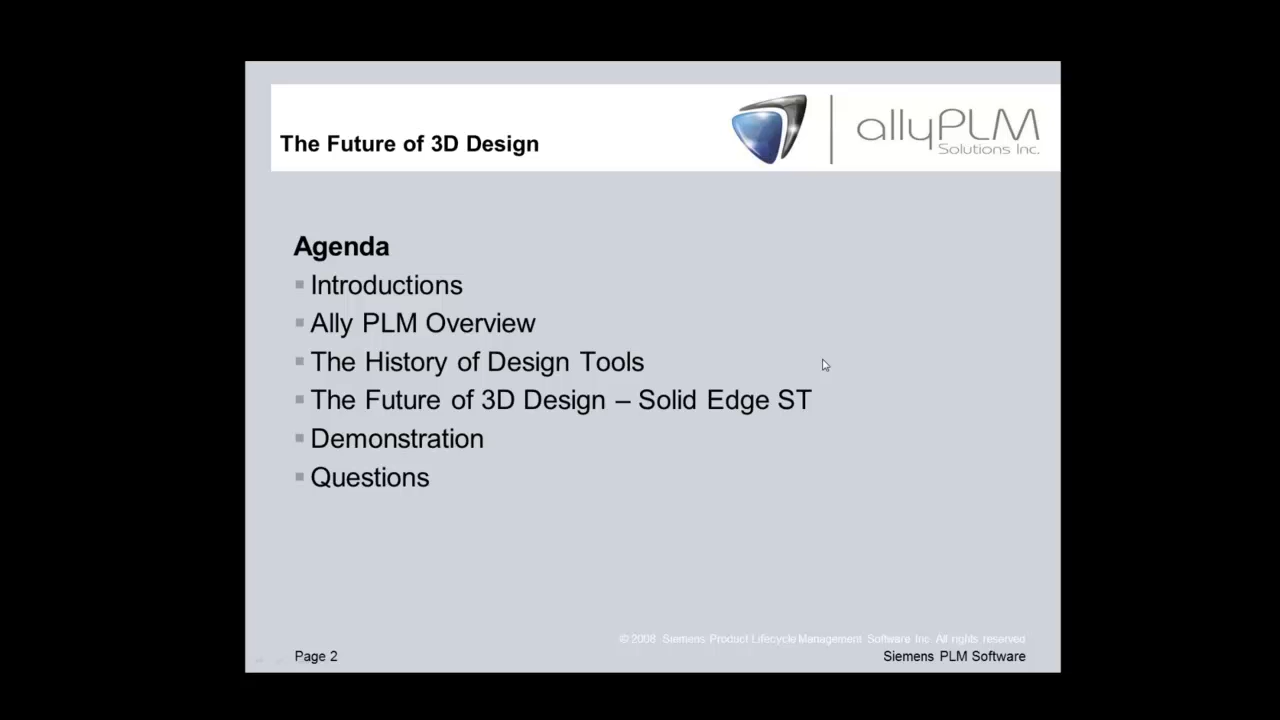 The Future of 3D Design
allyPLM
Solutions Inc.
Agenda
Introductions
Ally PLM Overview
The History of Design Tools
The Future of 3D Design – Solid Edge ST
Demonstration
Questions
© 2008 Siemens Product Lifecycle Management Software Inc. All rights reserved
Page 2
Siemens PLM Software